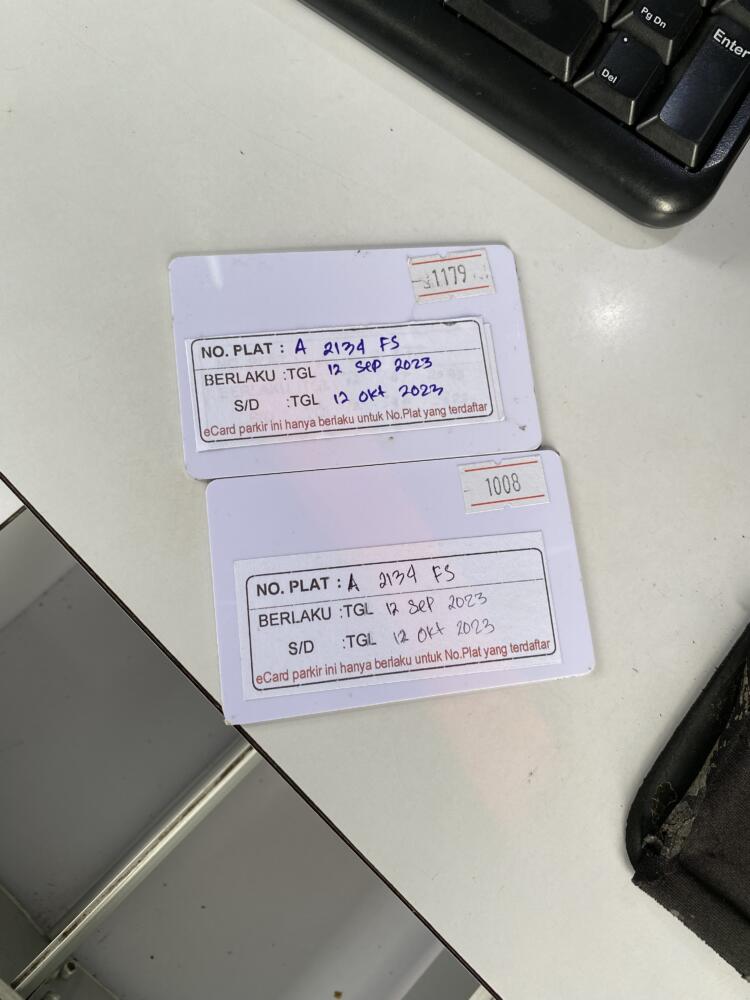 Pg Dn
Enter
Del
1179
NO. PLAT : A 2134 FS
BERLAKU :TGL 12 Sep 2023
S/D :TGL 12 Okt 2023
eCard parkir ini hanya berlaku untuk No.Plat yang terdaftar
1008
NO. PLAT : A 2134 FS
BERLAKU :TGL 12 Sep 2023
S/D :TGL 12 Okt 2023
eCard parkir ini hanya berlaku untuk No.Plat yang terdaftar